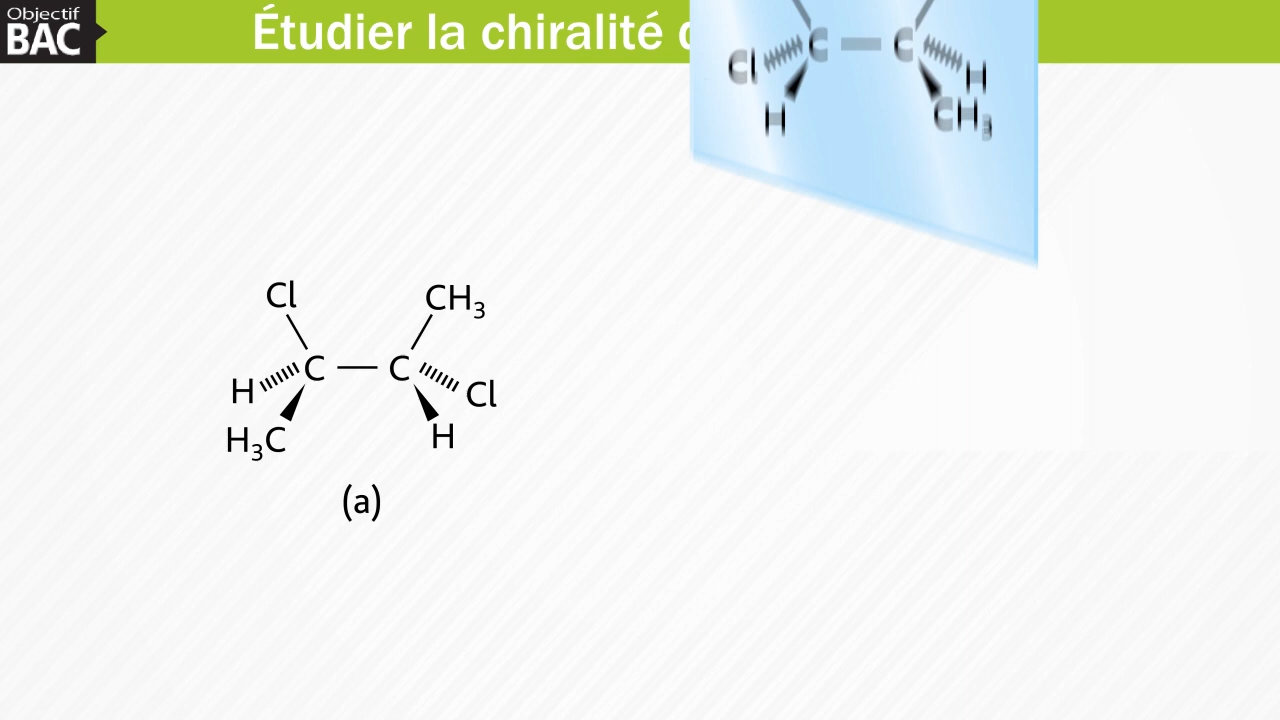 Objectif
BAC
Étudier la chiralité
C C
Cl H
H CH3
Cl CH3
C C
H Cl
H3C H
(a)